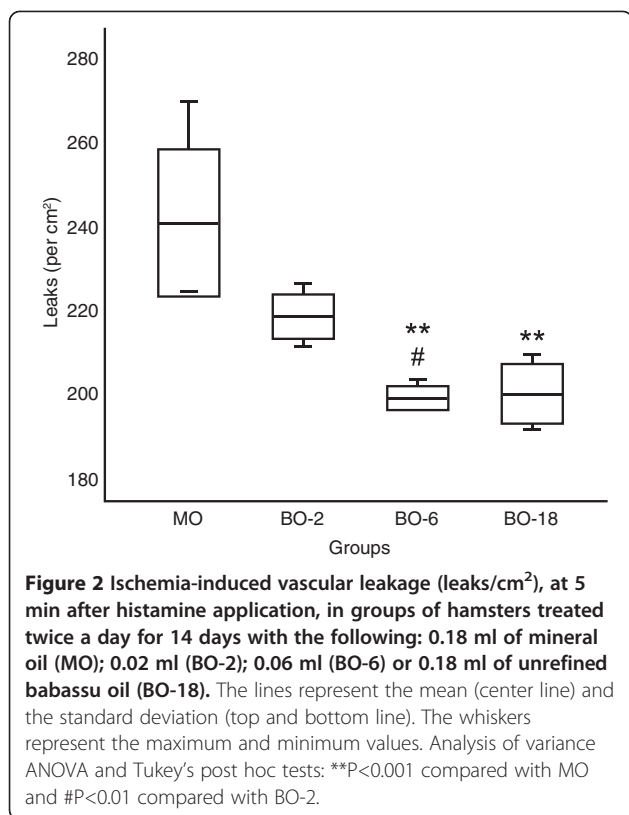 280
260
240
220
200
180
Leaks (per cm²)
**
#
**
MO
BO-2
BO-6
BO-18
Groups
Figure 2 Ischemia-induced vascular leakage (leaks/cm²), at 5
min after histamine application, in groups of hamsters treated
twice a day for 14 days with the following: 0.18 ml of mineral
oil (MO); 0.02 ml (BO-2); 0.06 ml (BO-6) or 0.18 ml of unrefined
babassu oil (BO-18). The lines represent the mean (center line) and
the standard deviation (top and bottom line). The whiskers
represent the maximum and minimum values. Analysis of variance
ANOVA and Tukey's post hoc tests: **P<0.001 compared with MO
and #P<0.01 compared with BO-2.